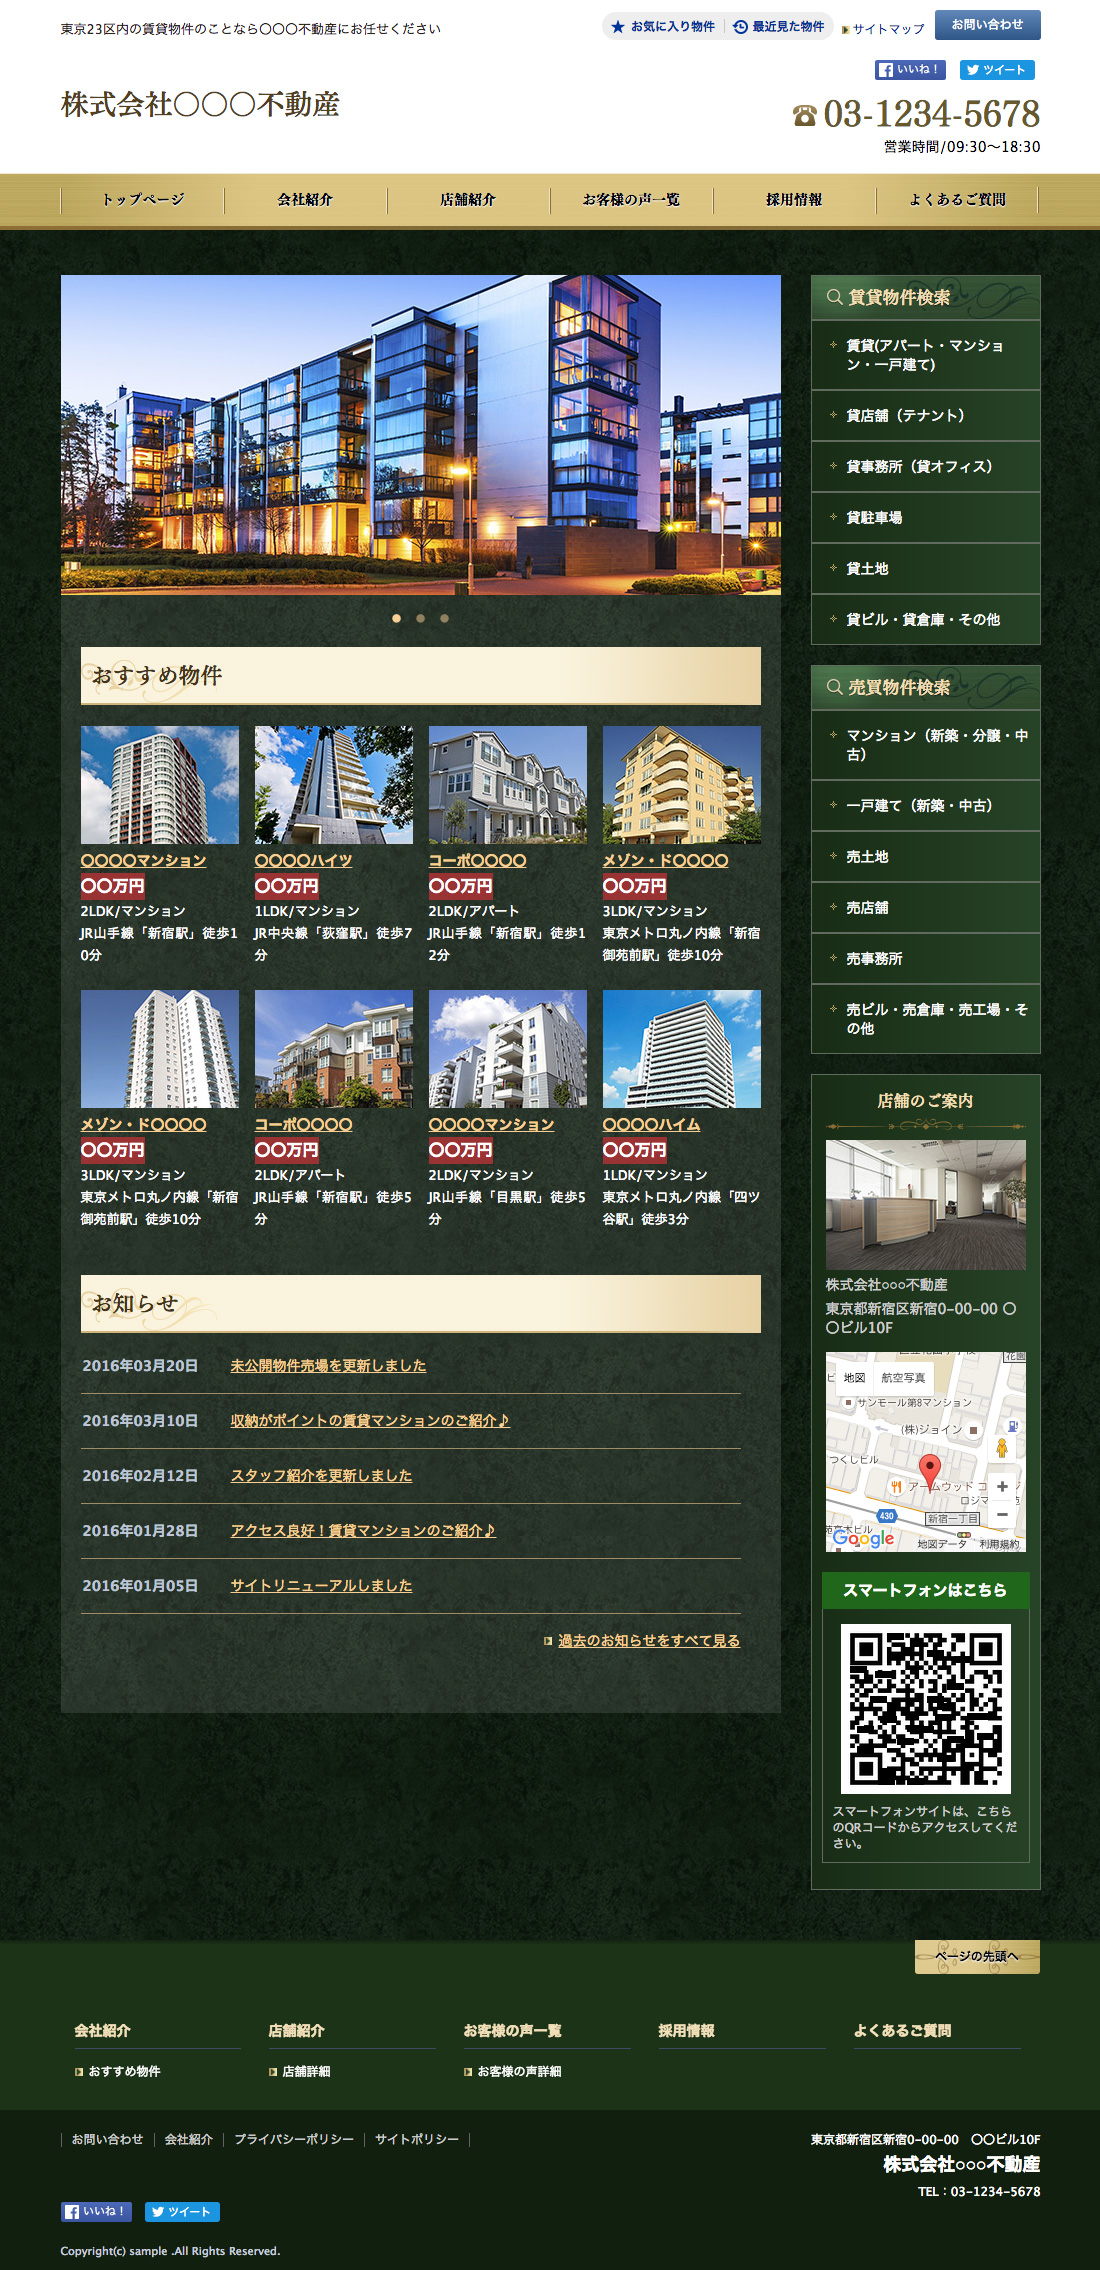 東京23区内の賃貸物件のことなら〇〇〇不動産にお任せください
お気に入り物件
最近見た物件
サイトマップ
お問い合わせ
いいね！
ツイート
株式会社〇〇〇不動産
03-1234-5678
営業時間/09:30〜18:30
トップページ
会社紹介
店舗紹介
お客様の声一覧
採用情報
よくあるご質問
おすすめ物件
〇〇〇〇マンション
〇〇万円
2LDK/マンション
JR山手線「新宿駅」徒歩1
0分
〇〇〇〇ハイツ
〇〇万円
1LDK/マンション
JR中央線「荻窪駅」徒歩7
分
コーポ〇〇〇〇
〇〇万円
2LDK/アパート
JR山手線「新宿駅」徒歩1
2分
メゾン・ド〇〇〇〇
〇〇万円
3LDK/マンション
東京メトロ丸ノ内線「新宿
御苑前駅」徒歩10分
メゾン・ド〇〇〇〇
〇〇万円
3LDK/マンション
東京メトロ丸ノ内線「新宿
御苑前駅」徒歩10分
コーポ〇〇〇〇
〇〇万円
2LDK/アパート
JR山手線「新宿駅」徒歩5
分
〇〇〇〇マンション
〇〇万円
2LDK/マンション
JR山手線「目黒駅」徒歩5
分
〇〇〇〇ハイム
〇〇万円
1LDK/マンション
東京メトロ丸ノ内線「四ツ
谷駅」徒歩3分
お知らせ
2016年03月20日 未公開物件売場を更新しました
2016年03月10日 収納がポイントの賃貸マンションのご紹介♪
2016年02月12日 スタッフ紹介を更新しました
2016年01月28日 アクセス良好！賃貸マンションのご紹介♪
2016年01月05日 サイトリニューアルしました
過去のお知らせをすべて見る
賃貸物件検索
賃貸(アパート・マンショ
ン・一戸建て)
貸店舗（テナント）
貸事務所（貸オフィス）
貸駐車場
貸土地
貸ビル・貸倉庫・その他
売買物件検索
マンション（新築・分譲・中
古）
一戸建て（新築・中古）
売土地
売店舗
売事務所
売ビル・売倉庫・売工場・そ
の他
店舗のご案内
株式会社○○○不動産
東京都新宿区新宿0-00-00 〇
〇ビル10F
地図
航空写真
サンモール第8マンション
(株)ジョイン
つくしビル
アームウッド コ
ロジマ
430
新宿一丁目
Google
地図データ
利用規約
スマートフォンはこちら
スマートフォンサイトは、こちら
のQRコードからアクセスしてくだ
さい。
ページの先頭へ
会社紹介
おすすめ物件
店舗紹介
店舗詳細
お客様の声一覧
お客様の声詳細
採用情報
よくあるご質問
お問い合わせ
会社紹介
プライバシーポリシー
サイトポリシー
東京都新宿区新宿0-00-00　〇〇ビル10F
株式会社○○○不動産
TEL：03-1234-5678
いいね！
ツイート
Copyright(c) sample .All Rights Reserved.